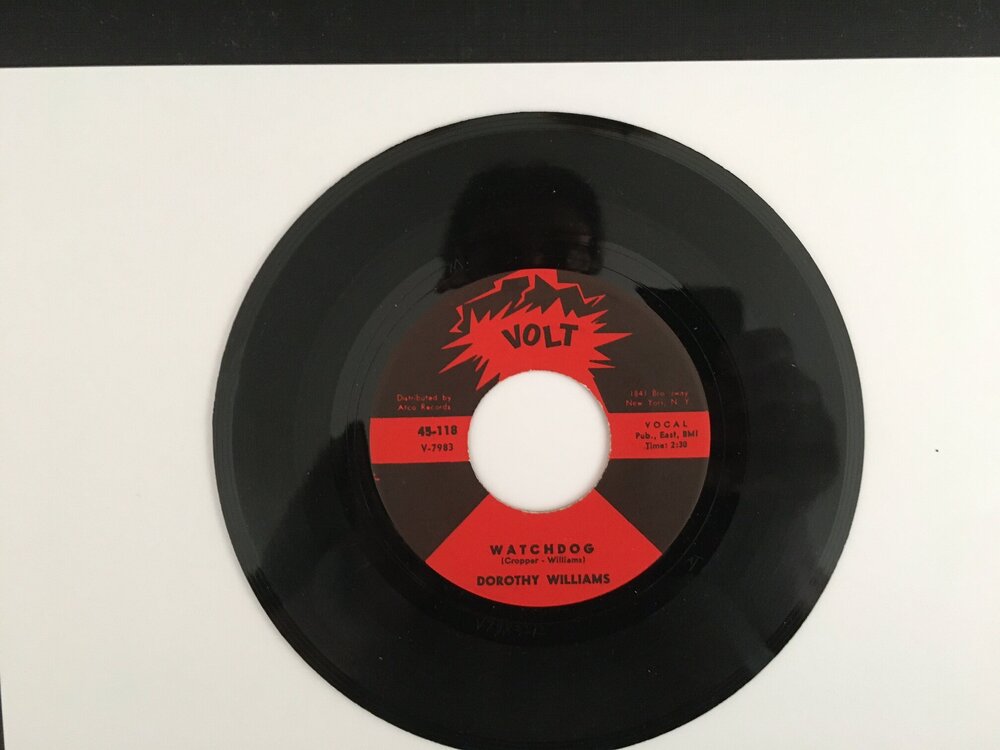 VOLT
Distributed by
Atco Records
1841 Broadway
New York, N. Y.
45-118
V-7983
VOCAL
Pub., East, BMI
Time: 2:30
WATCHDOG
(Cropper - Williams)
DOROTHY WILLIAMS